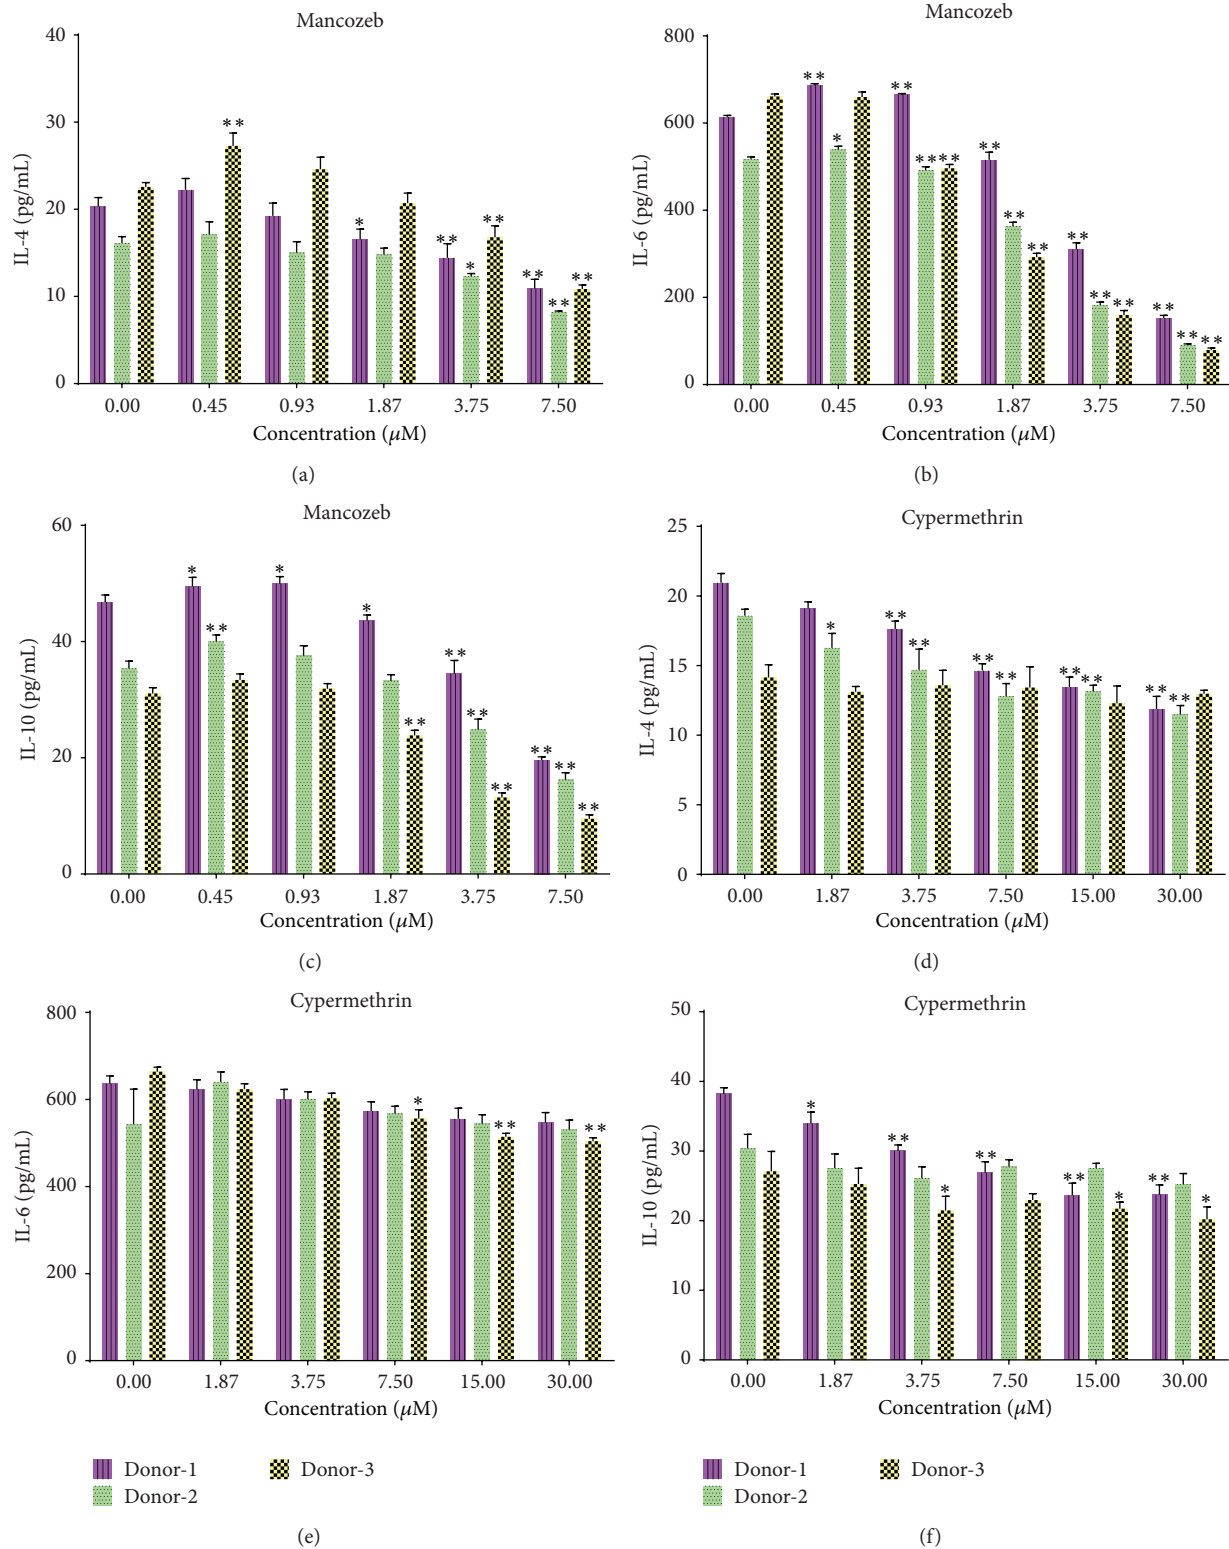 Mancozeb
40
30
20
10
0
IL-4 (pg/mL)
**
*
**
*
**
**
**
**
0.00 0.45 0.93 1.87 3.75 7.50
Concentration (μM)
(a)
Mancozeb
800
600
400
200
0
IL-6 (pg/mL)
**
*
**
**
**
**
**
**
**
**
**
**
**
**
0.00 0.45 0.93 1.87 3.75 7.50
Concentration (μM)
(b)
Mancozeb
60
40
20
0
IL-10 (pg/mL)
*
**
*
*
**
**
**
**
**
**
**
0.00 0.45 0.93 1.87 3.75 7.50
Concentration (μM)
(c)
Cypermethrin
25
20
15
10
5
0
IL-4 (pg/mL)
*
**
**
**
**
**
**
**
**
0.00 1.87 3.75 7.50 15.00 30.00
Concentration (μM)
(d)
Cypermethrin
800
600
400
200
0
IL-6 (pg/mL)
*
**
**
0.00 1.87 3.75 7.50 15.00 30.00
Concentration (μM)
Donor-1
Donor-2
Donor-3
(e)
Cypermethrin
50
40
30
20
10
0
IL-10 (pg/mL)
*
**
*
**
**
*
**
*
0.00 1.87 3.75 7.50 15.00 30.00
Concentration (μM)
Donor-1
Donor-2
Donor-3
(f)